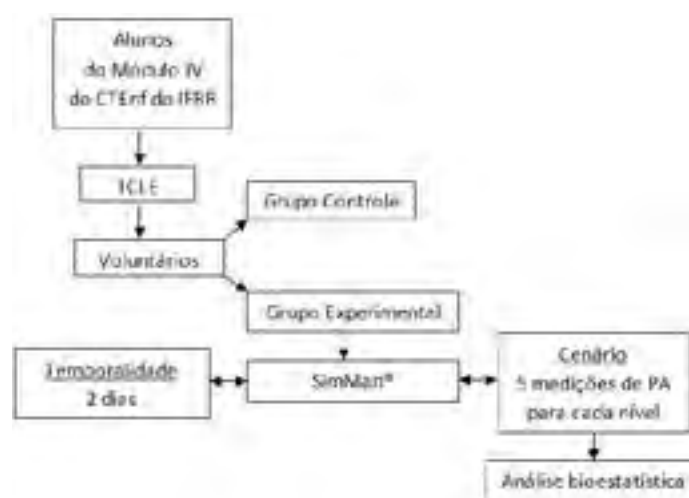 Alunos
do Módulo IV
do CTEnf do IFRR
TCLE
Grupo Controle
Voluntários
Grupo Experimental
Temporalidade
2 dias
SimMan®
Cenário
5 medições de PA
para cada nível
Análise bioestatística